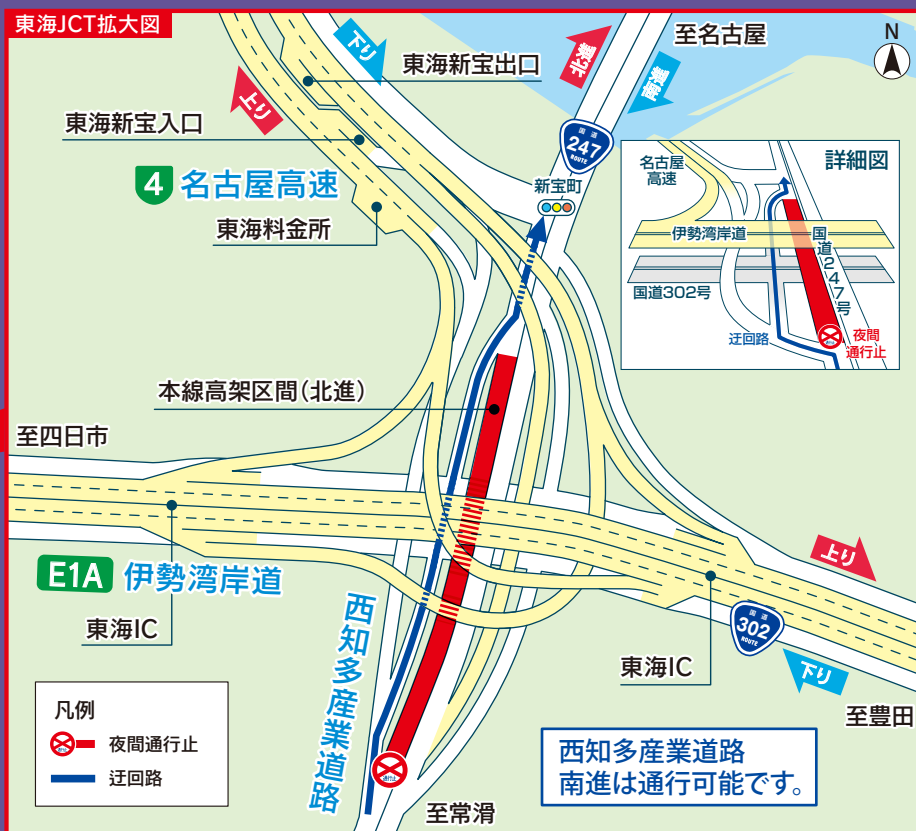 東海JCT拡大図
下り
東海新宝出口
北進
至名古屋
N
上り
南進
東海新宝入口
国道
247
ROUTE
4 名古屋高速
新宝町
東海料金所
詳細図
名古屋
高速
伊勢湾岸道
国道247号
国道302号
迂回路
夜間
通行止
本線高架区間(北進)
至四日市
上り
E1A 伊勢湾岸道
東海IC
西知多産業道路
国道
302
ROUTE
東海IC
下り
至豊田
凡例
夜間通行止
迂回路
通行止
至常滑
西知多産業道路
南進は通行可能です。